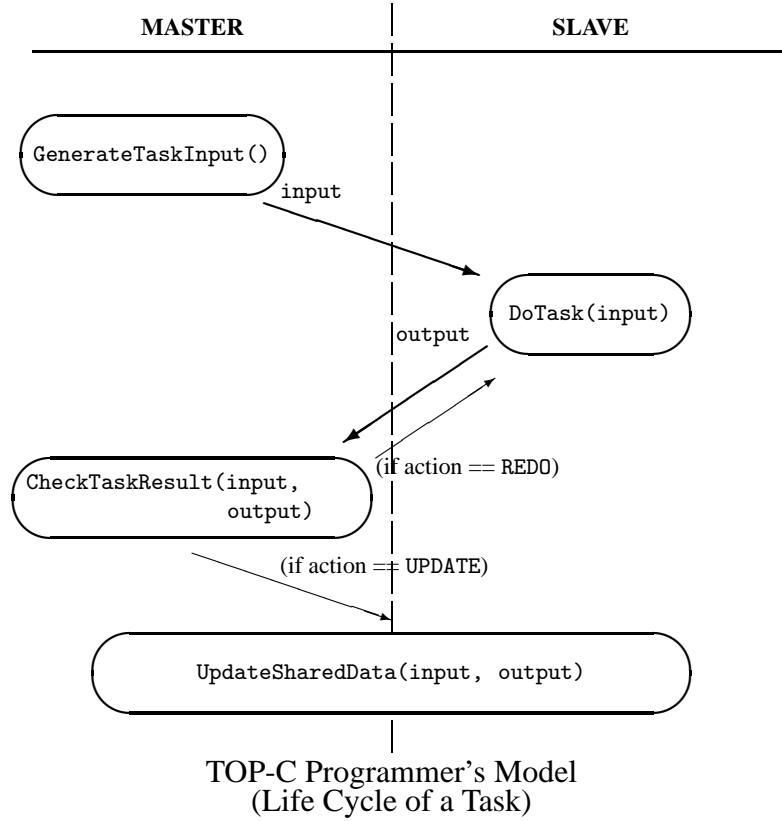 MASTER
SLAVE
GenerateTaskInput()
input
DoTask(input)
output
(if action == REDO)
CheckTaskResult(input,
output)
(if action == UPDATE)
UpdateSharedData(input, output)
TOP-C Programmer's Model
(Life Cycle of a Task)